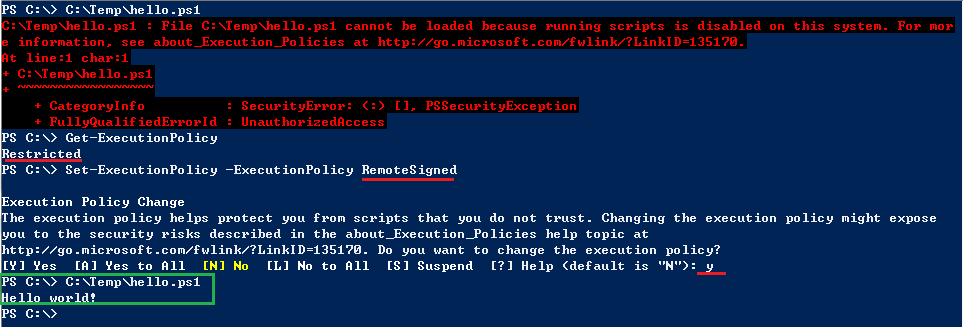 PS C:\> C:\Temp\hello.ps1
C:\Temp\hello.ps1 : File C:\Temp\hello.ps1 cannot be loaded because running scripts is disabled on this system. For mor
e information, see about_Execution_Policies at http://go.microsoft.com/fwlink/?LinkID=135170.
At line:1 char:1
+ C:\Temp\hello.ps1
+ ~~~~~~~~~~~~~~~~~
    + CategoryInfo          : SecurityError: (:) [], PSSecurityException
    + FullyQualifiedErrorId : UnauthorizedAccess
PS C:\> Get-ExecutionPolicy
Restricted
PS C:\> Set-ExecutionPolicy -ExecutionPolicy RemoteSigned

Execution Policy Change
The execution policy helps protect you from scripts that you do not trust. Changing the execution policy might expose
you to the security risks described in the about_Execution_Policies help topic at
http://go.microsoft.com/fwlink/?LinkID=135170. Do you want to change the execution policy?
[Y] Yes  [A] Yes to All  [N] No  [L] No to All  [S] Suspend  [?] Help (default is "N"): y
PS C:\> C:\Temp\hello.ps1
Hello world!
PS C:\>